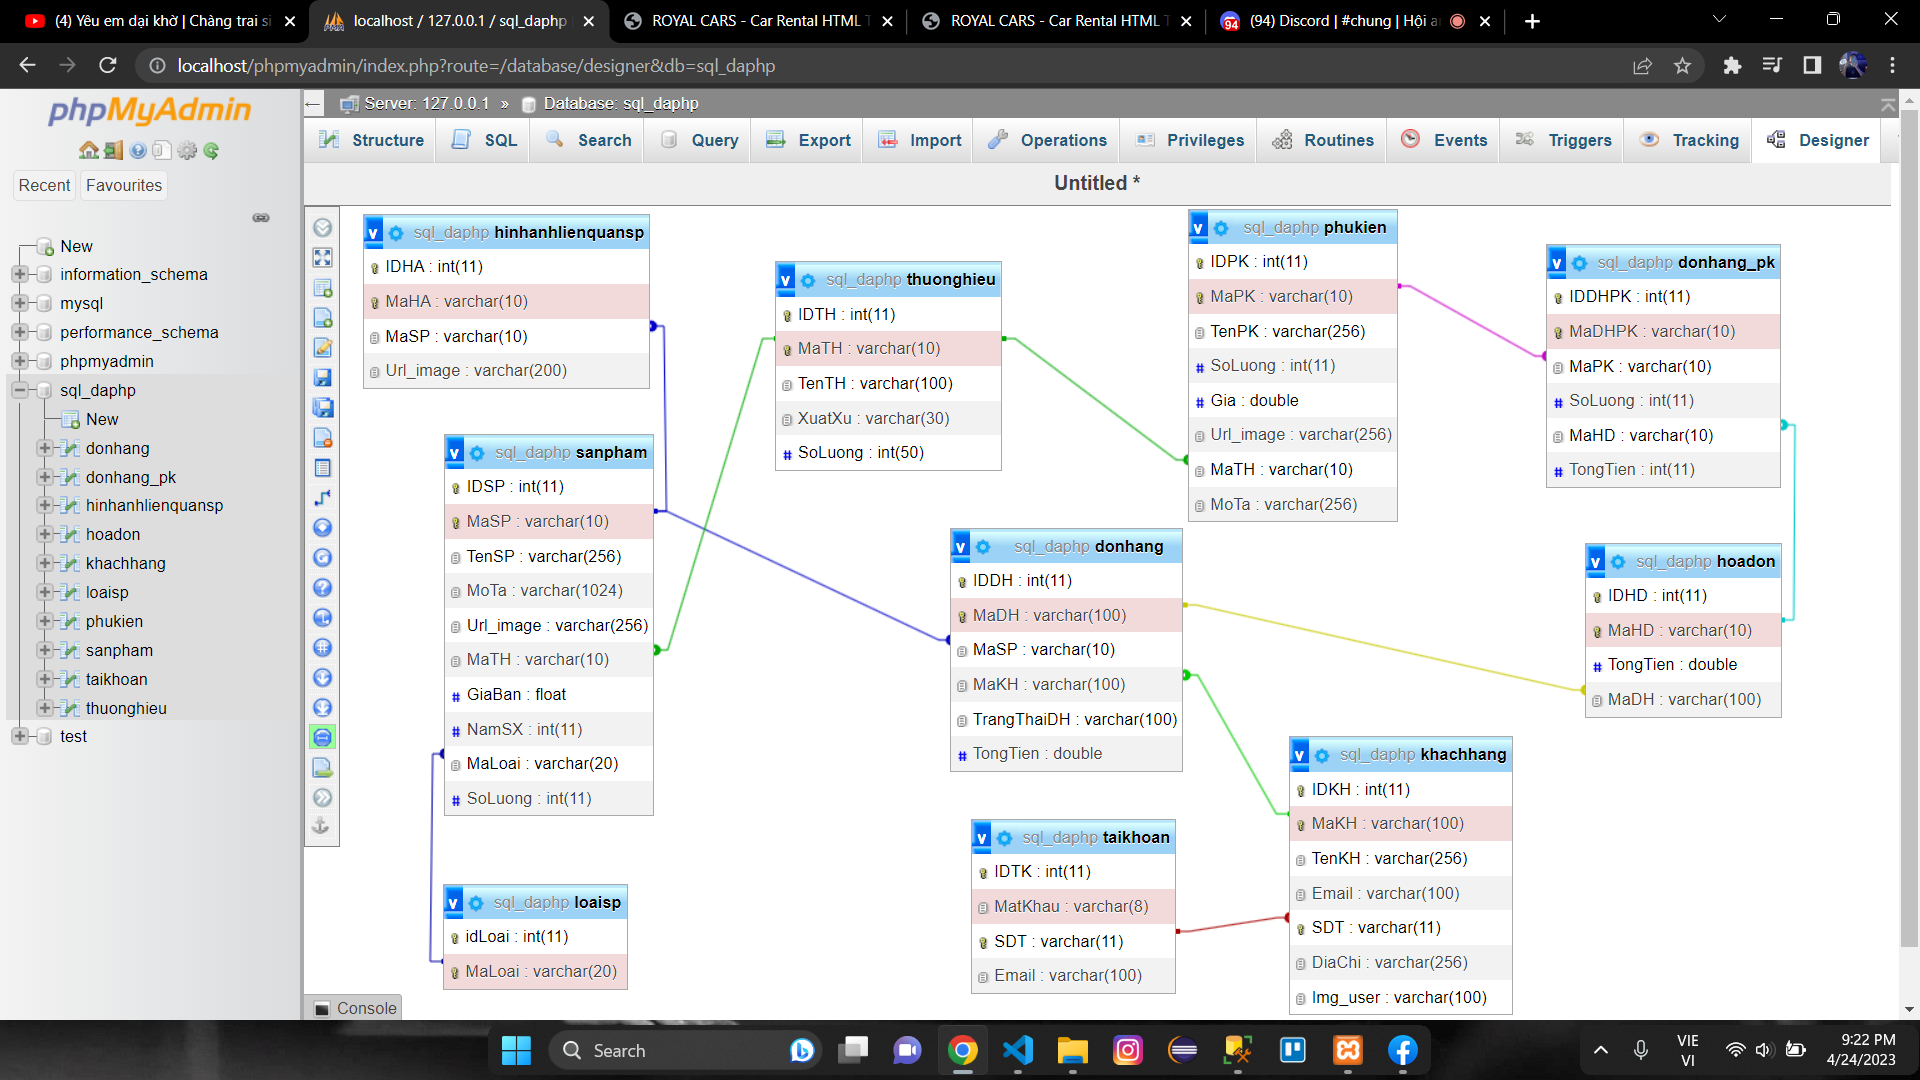 (4) Yêu em dại khờ | Chàng trai si
localhost / 127.0.0.1 / sql_daphp
ROYAL CARS - Car Rental HTML T
ROYAL CARS - Car Rental HTML T
(94) Discord | #chung | Hội a
localhost/phpmyadmin/index.php?route=/database/designer&db=sql_daphp
phpMyAdmin
Recent
Favourites
New
information_schema
mysql
performance_schema
phpmyadmin
sql_daphp
New
donhang
donhang_pk
hinhanhlienquansp
hoadon
khachhang
loaisp
phukien
sanpham
taikhoan
thuonghieu
test
Server: 127.0.0.1 » Database: sql_daphp
Structure
SQL
Search
Query
Export
Import
Operations
Privileges
Routines
Events
Triggers
Tracking
Designer
Untitled *
v sql_daphp hinhanhlienquansp
IDHA : int(11)
MaHA : varchar(10)
MaSP : varchar(10)
Url_image : varchar(200)
v sql_daphp sanpham
IDSP : int(11)
MaSP : varchar(10)
TenSP : varchar(256)
MoTa : varchar(1024)
Url_image : varchar(256)
MaTH : varchar(10)
# GiaBan : float
# NamSX : int(11)
MaLoai : varchar(20)
# SoLuong : int(11)
v sql_daphp loaisp
idLoai : int(11)
MaLoai : varchar(20)
v sql_daphp thuonghieu
IDTH : int(11)
MaTH : varchar(10)
TenTH : varchar(100)
XuatXu : varchar(30)
# SoLuong : int(50)
v sql_daphp donhang
IDDH : int(11)
MaDH : varchar(100)
MaSP : varchar(10)
MaKH : varchar(100)
TrangThaiDH : varchar(100)
# TongTien : double
v sql_daphp taikhoan
IDTK : int(11)
MatKhau : varchar(8)
SDT : varchar(11)
Email : varchar(100)
v sql_daphp phukien
IDPK : int(11)
MaPK : varchar(10)
TenPK : varchar(256)
# SoLuong : int(11)
# Gia : double
Url_image : varchar(256)
MaTH : varchar(10)
MoTa : varchar(256)
v sql_daphp khachhang
IDKH : int(11)
MaKH : varchar(100)
TenKH : varchar(256)
Email : varchar(100)
SDT : varchar(11)
DiaChi : varchar(256)
Img_user : varchar(100)
v sql_daphp donhang_pk
IDDHPK : int(11)
MaDHPK : varchar(10)
MaPK : varchar(10)
# SoLuong : int(11)
MaHD : varchar(10)
# TongTien : int(11)
v sql_daphp hoadon
IDHD : int(11)
MaHD : varchar(10)
# TongTien : double
MaDH : varchar(100)
Console
Search
VIE
VI
9:22 PM
4/24/2023